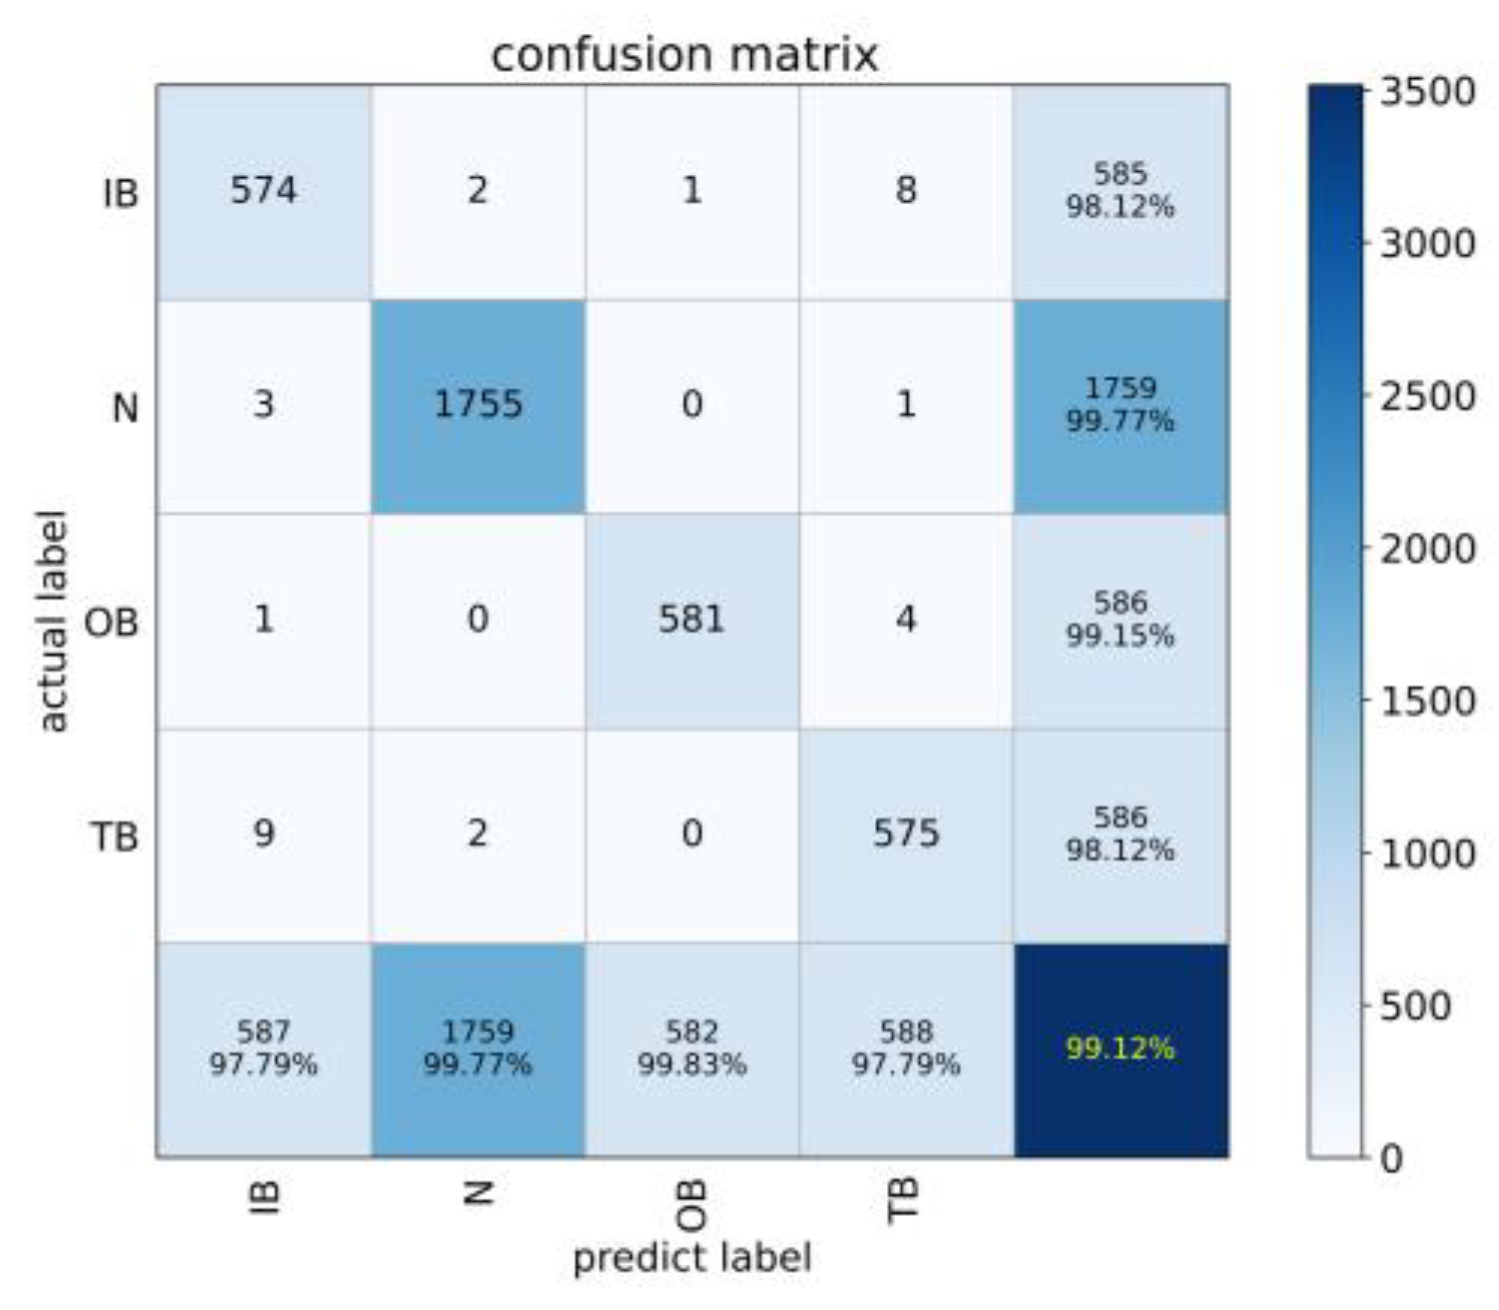 confusion matrix
IB 574 2 1 8 585
98.12%
N 3 1755 0 1 1759
99.77%
OB 1 0 581 4 586
99.15%
TB 9 2 0 575 586
98.12%
587 1759 582 588 99.12%
97.79% 99.77% 99.83% 97.79%
IB N OB TB
predict label
actual label
3500
3000
2500
2000
1500
1000
500
0